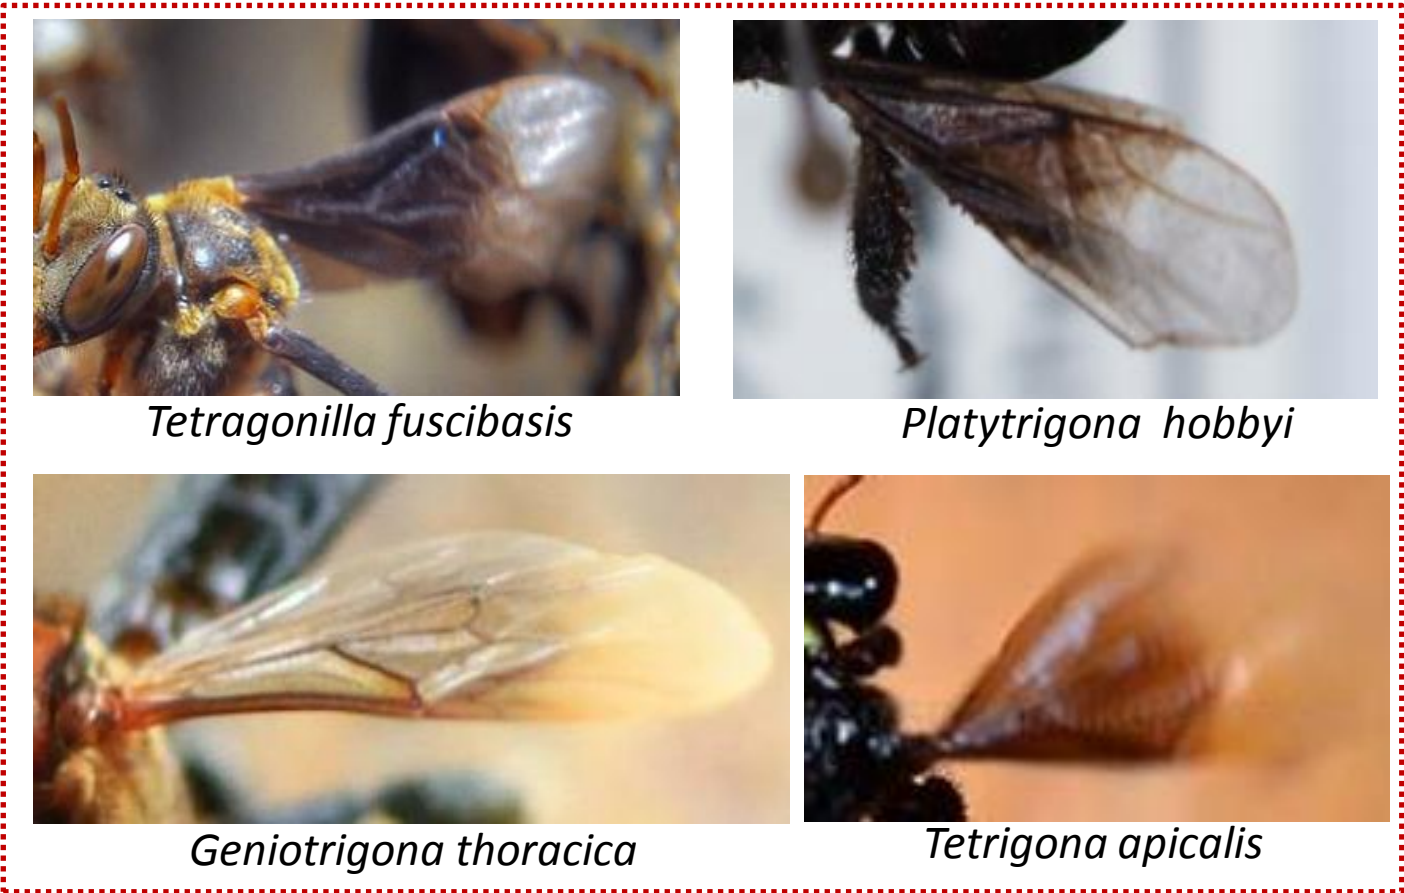 Tetragonilla fuscibasis
Platytrigona hobbyi
Geniotrigona thoracica
Tetrigona apicalis